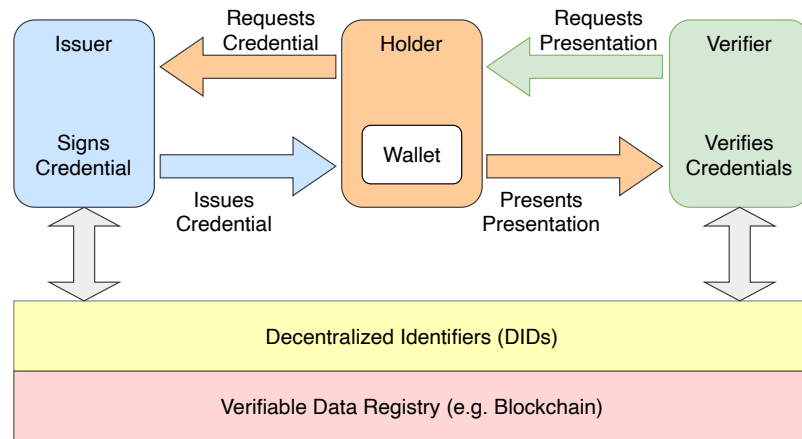 Requests
Credential
Requests
Presentation
Issuer
Holder
Verifier
Signs
Credential
Wallet
Verifies
Credentials
Issues
Credential
Presents
Presentation
Decentralized Identifiers (DIDs)
Verifiable Data Registry (e.g. Blockchain)